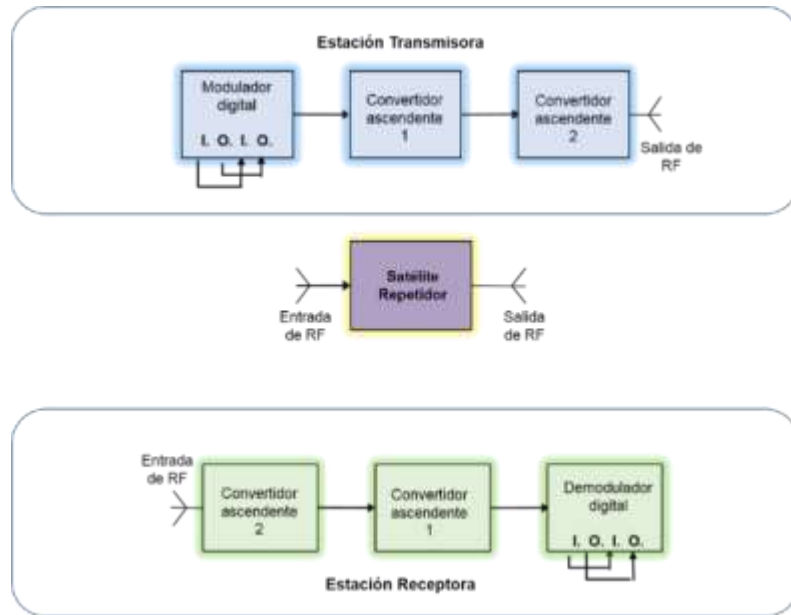 Estación Transmisora
Modulador
digital
I. O. I. O.
Convertidor
ascendente
1
Convertidor
ascendente
2
Salida de
RF
Satélite
Repetidor
Entrada
de RF
Salida
de RF
Entrada
de RF
Convertidor
ascendente
2
Convertidor
ascendente
1
Demodulador
digital
I. O. I. O.
Estación Receptora